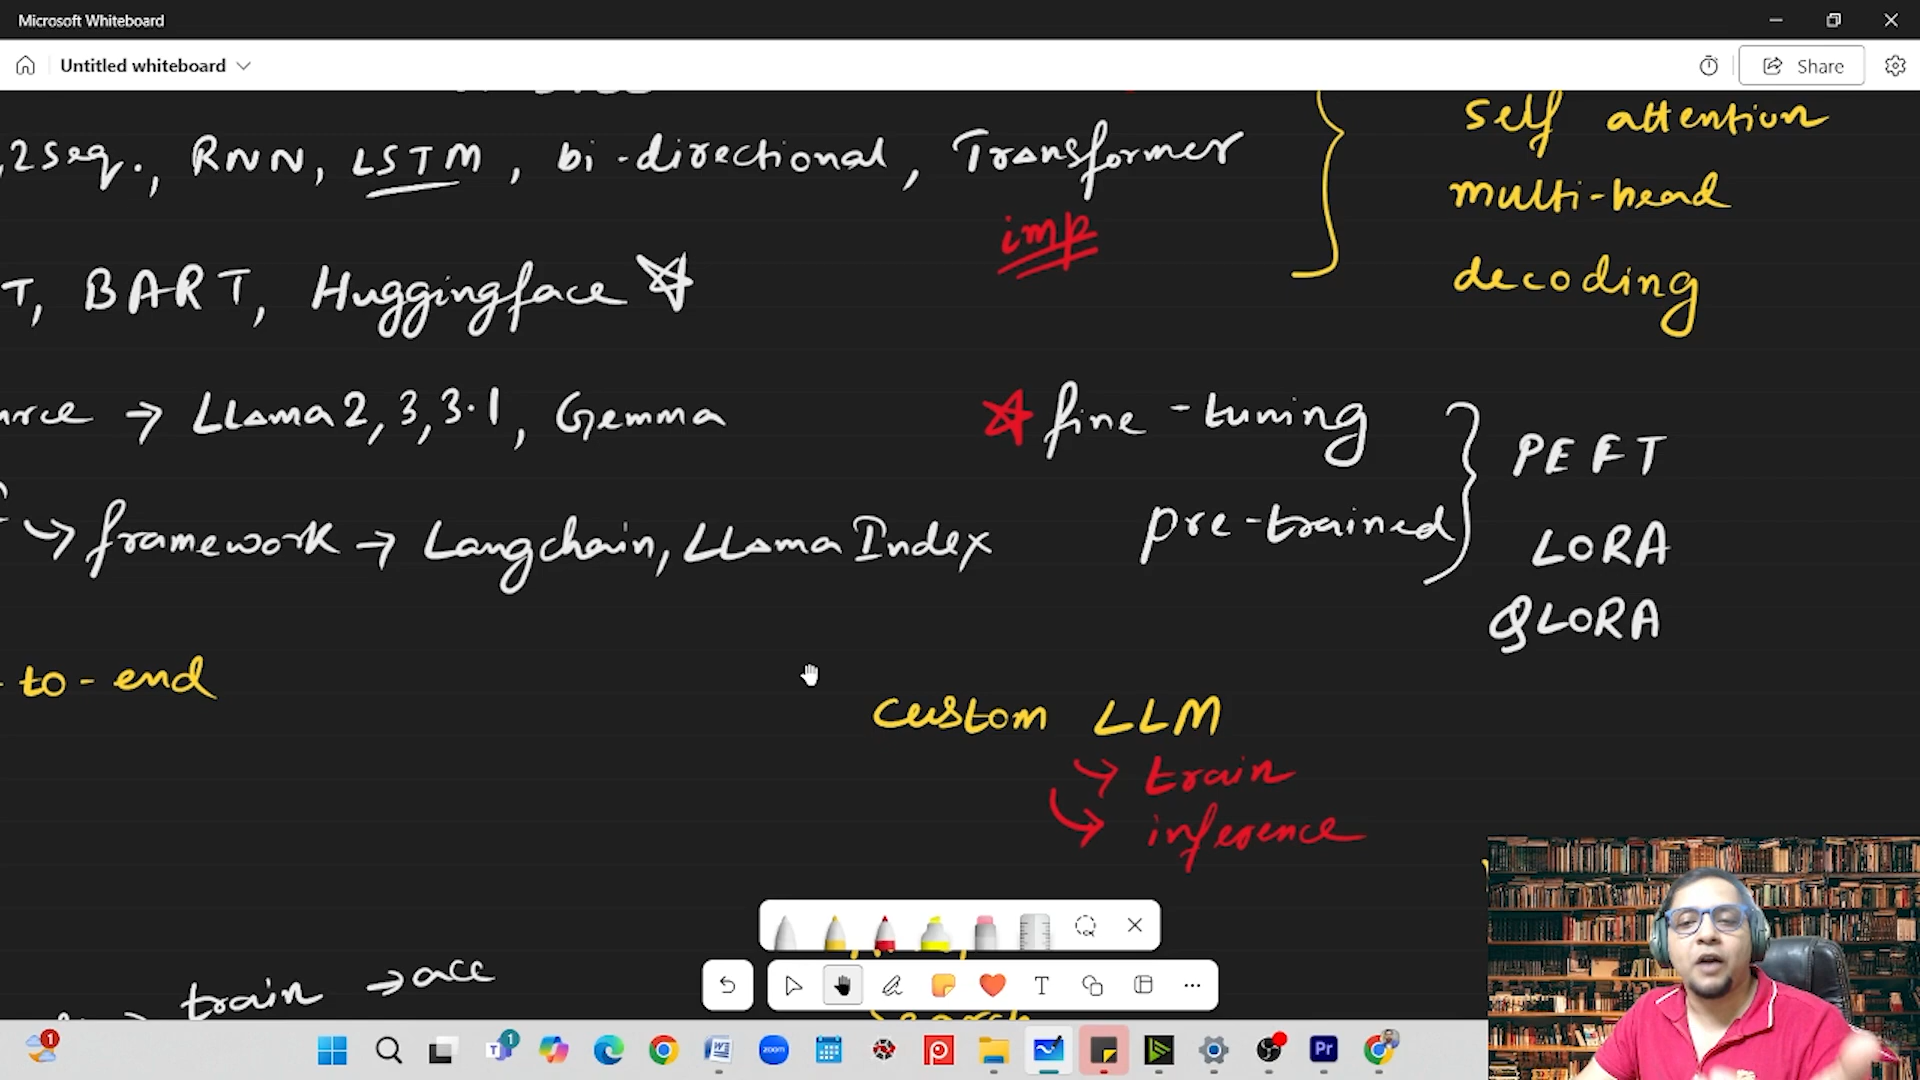 Microsoft Whiteboard
Untitled whiteboard
Share
self attention
2seq., RNN, LSTM, bi-directional, Transformer
multi-head
imp
decoding
T, BART, Huggingface
urce → LLama 2, 3, 3.1, Gemma
fine-tuning
PEFT
→ framework → Langchain, LLama Index
pre-trained
LORA
QLORA
- to - end
custom LLM
→ train
→ inference
train → acc